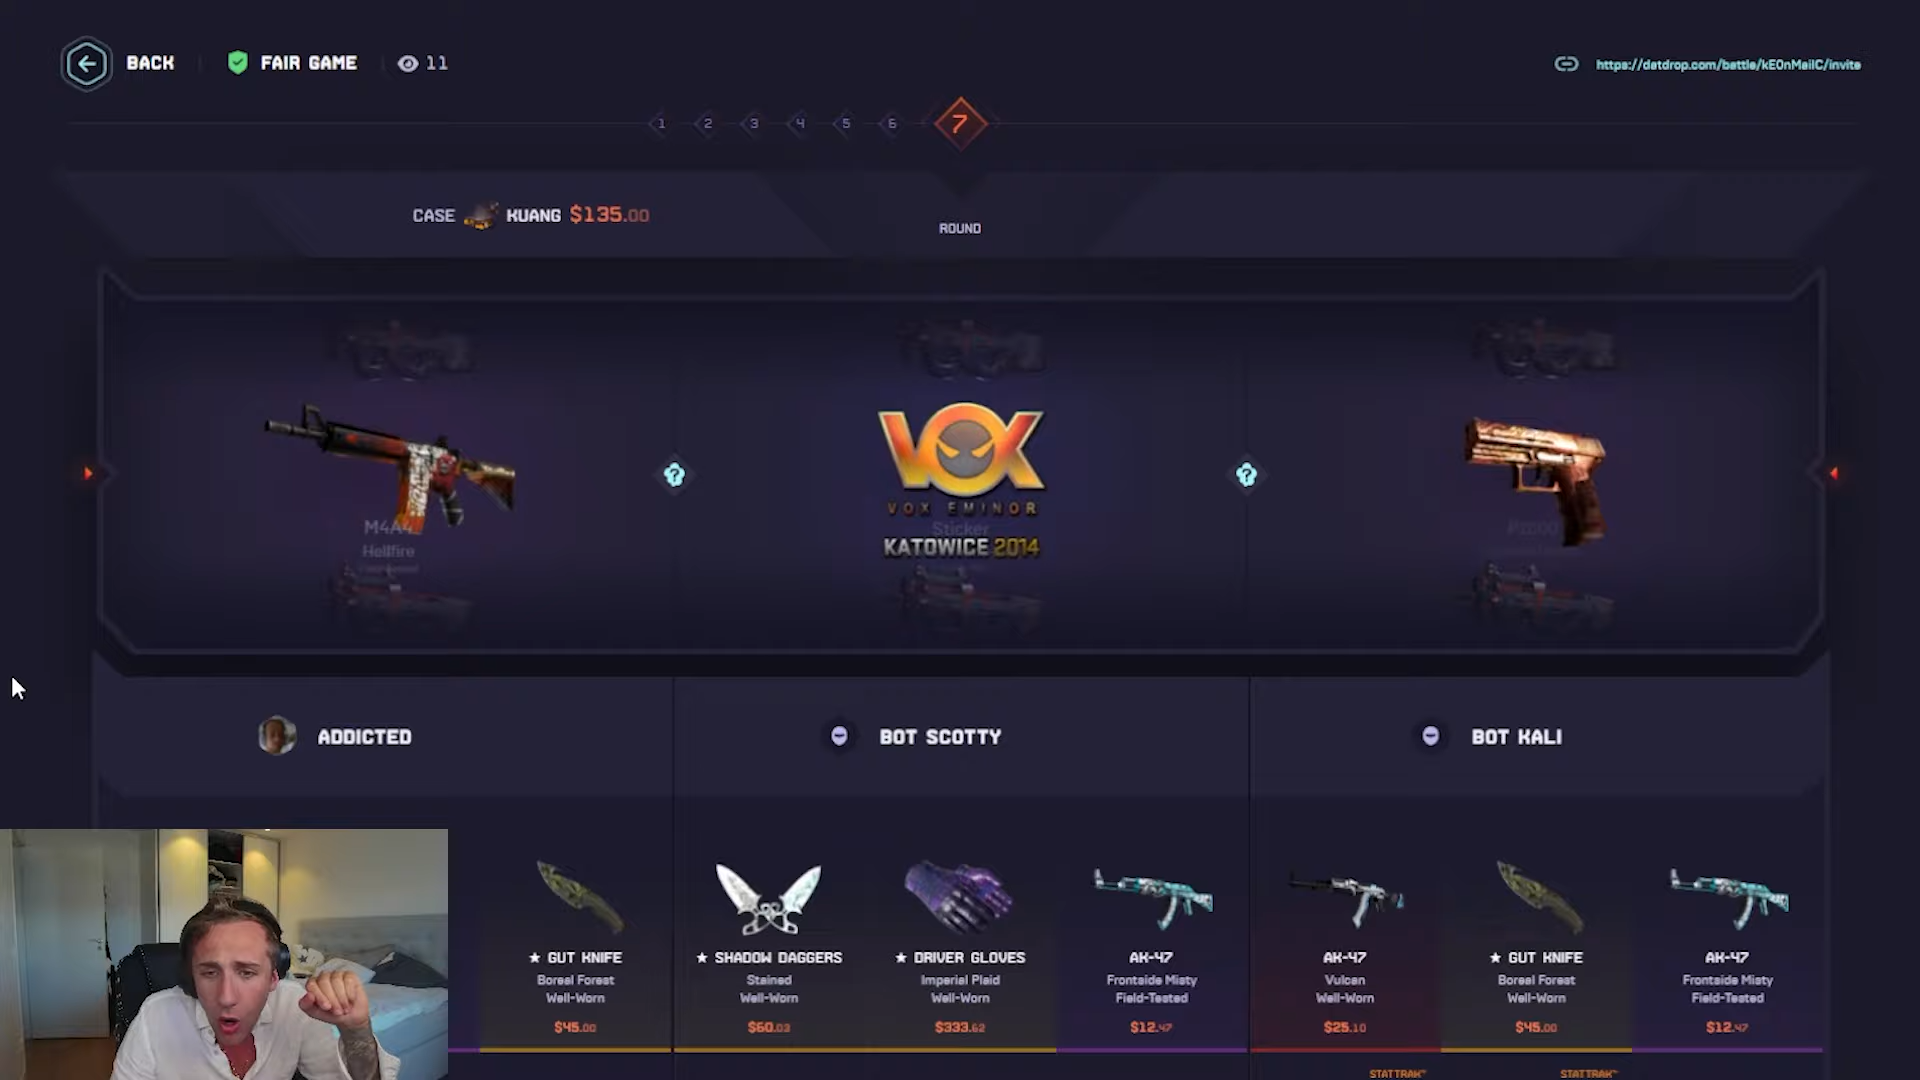 BACK
FAIR GAME
11
https://datdrop.com/battle/kE0nMailC/invite
1 2 3 4 5 6 7
CASE KUANG $135.00
ROUND
VOX
VOX EMINOR
KATOWICE 2014
M4A4
Hellfire
Sticker
P2000
ADDICTED
BOT SCOTTY
BOT KALI
★ GUT KNIFE
Boreal Forest
Well-Worn
$45.00
★ SHADOW DAGGERS
Stained
Well-Worn
$60.03
★ DRIVER GLOVES
Imperial Plaid
Well-Worn
$333.62
AK-47
Frontside Misty
Field-Tested
$12.47
AK-47
Vulcan
Well-Worn
$25.10
★ GUT KNIFE
Boreal Forest
Well-Worn
$45.00
AK-47
Frontside Misty
Field-Tested
$12.47
STATTRAK™
STATTRAK™